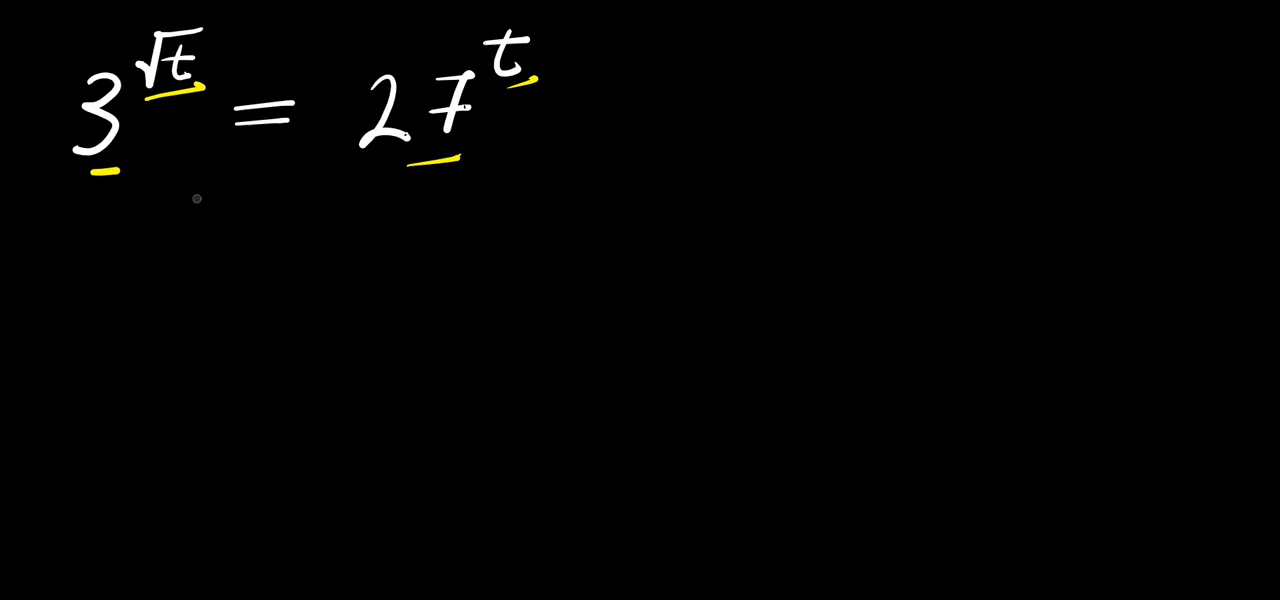 3^√t = 27^t